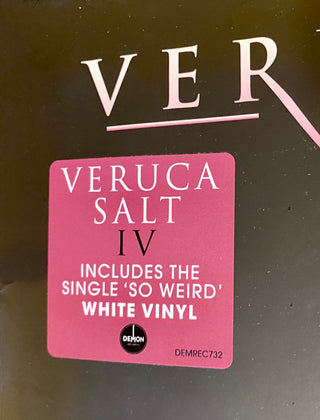 VER
VERUCA
SALT
IV
INCLUDES THE
SINGLE ‘SO WEIRD’
WHITE VINYL
DEMON
DEMREC732